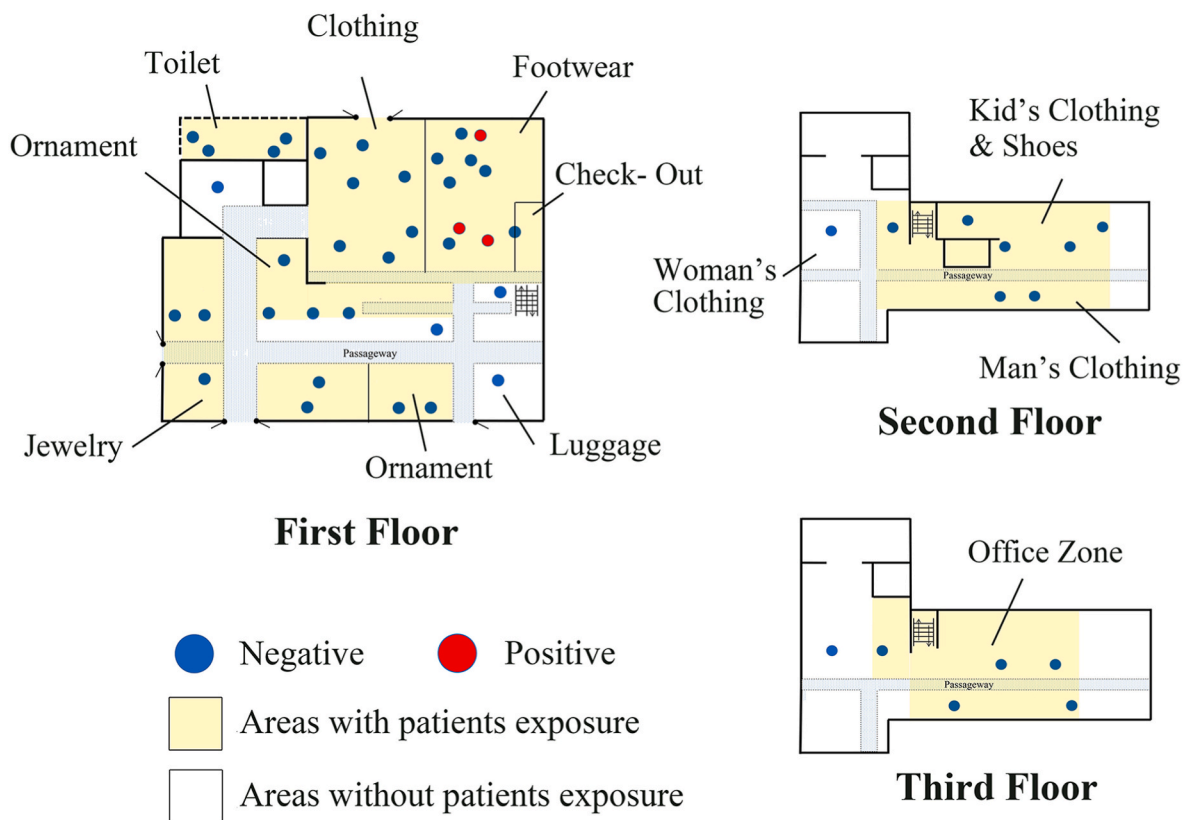 Clothing
Toilet
Footwear
Ornament
Check- Out
Passageway
Jewelry
Ornament
Luggage
First Floor
Kid's Clothing
& Shoes
Woman's
Clothing
Passageway
Man's Clothing
Second Floor
Office Zone
Passageway
Third Floor
Negative
Positive
Areas with patients exposure
Areas without patients exposure